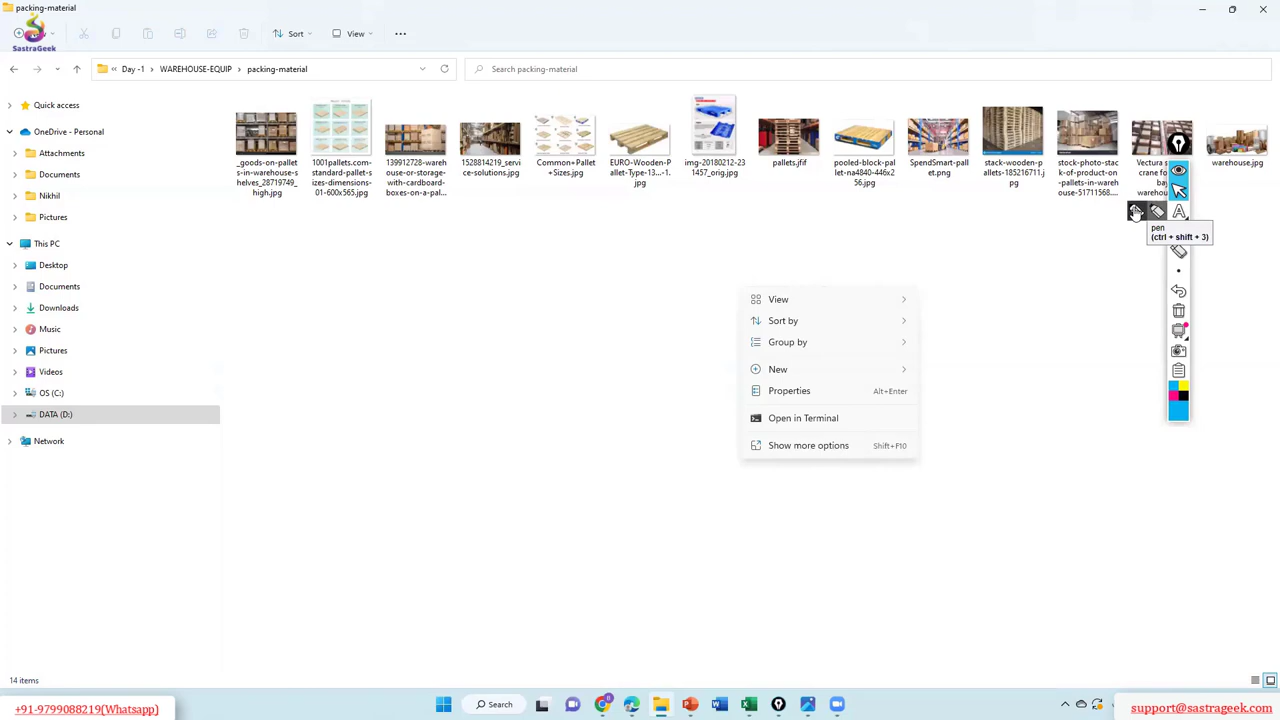 packing-material
SastraGeek
Sort
View
Day -1
WAREHOUSE-EQUIP
packing-material
Search packing-material
Quick access
OneDrive - Personal
Attachments
Documents
Nikhil
Pictures
This PC
Desktop
Documents
Downloads
Music
Pictures
Videos
OS (C:)
DATA (D:)
Network
_goods-on-pallet
s-in-warehouse-s
helves_28719749_
high.jpg
1001pallets.com-
standard-pallet-s
izes-dimensions-
01-600x565.jpg
139912728-wareh
ouse-or-storage-
with-cardboard-
boxes-on-a-pal...
1528814219_servi
ce-solutions.jpg
Common+Pallet
+Sizes.jpg
EURO-Wooden-P
allet-Type-13...-1.
jpg
img-20180212-23
1457_orig.jpg
pallets.jfif
pooled-block-pal
let-na4840-446x2
56.jpg
SpendSmart-pall
et.png
stack-wooden-p
allets-185216711.j
pg
stock-photo-stac
k-of-product-on
-pallets-in-wareh
ouse-51711568....
Vectura s
crane fo
bay
wareho
warehouse.jpg
pen
(ctrl + shift + 3)
View
Sort by
Group by
New
Properties Alt+Enter
Open in Terminal
Show more options Shift+F10
14 items
Search
+91-9799088219(Whatsapp)
support@sastrageek.com